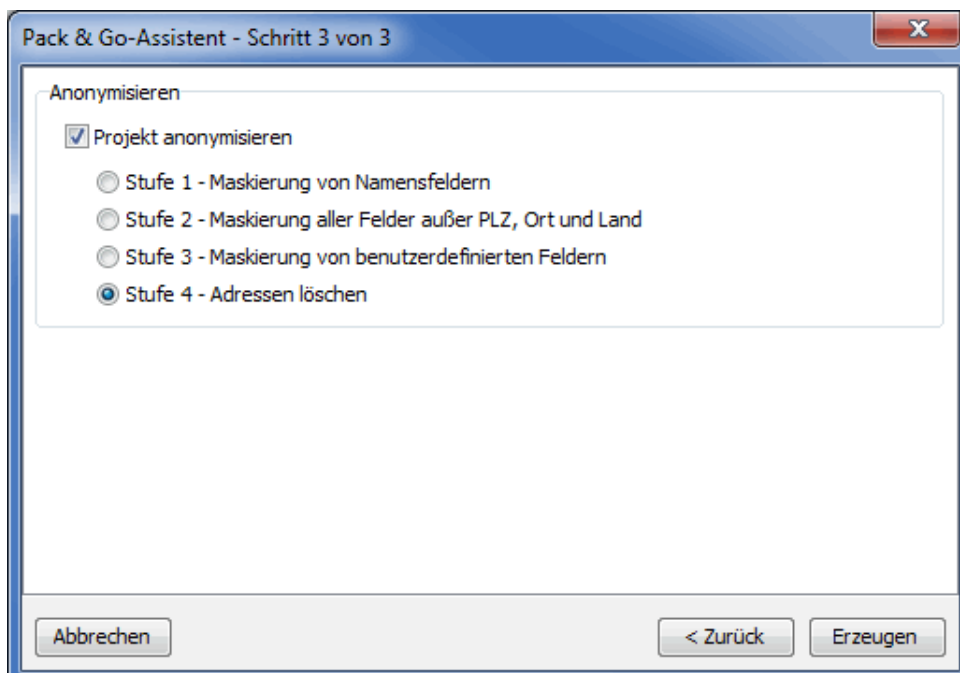 Pack & Go-Assistent - Schritt 3 von 3
Anonymisieren
Projekt anonymisieren
Stufe 1 - Maskierung von Namensfeldern
Stufe 2 - Maskierung aller Felder außer PLZ, Ort und Land
Stufe 3 - Maskierung von benutzerdefinierten Feldern
Stufe 4 - Adressen löschen
Abbrechen
< Zurück
Erzeugen